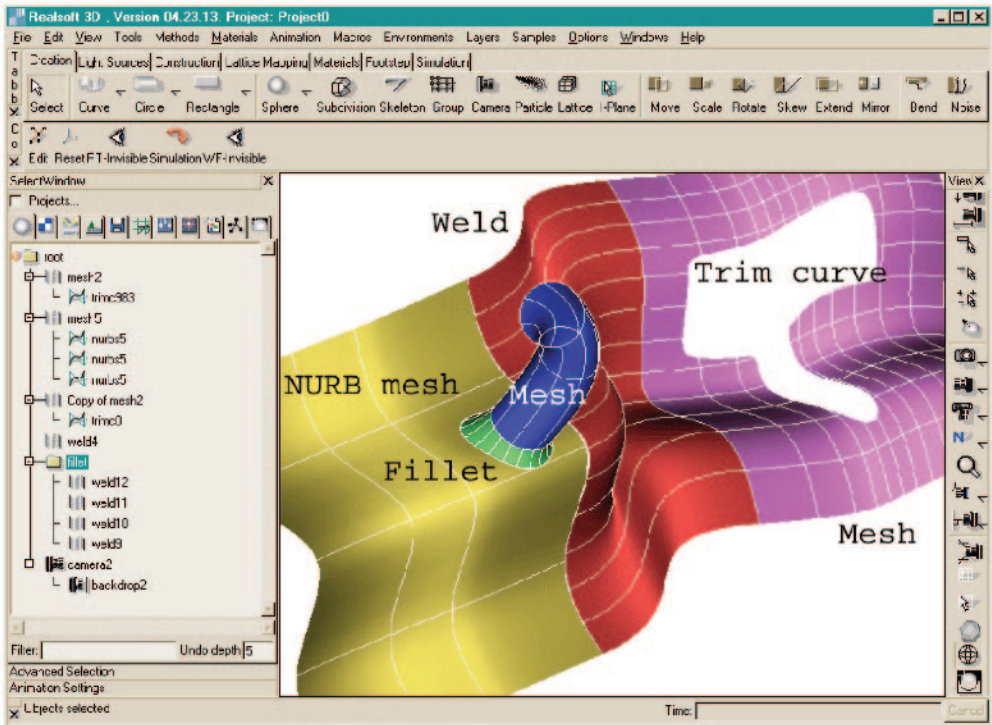 Realsoft 3D , Version 04.23.13. Project: Project0
File Edit View Tools Methods Materials Animation Macros Environments Layers Samples Options Windows Help
Tabb
Creation Light Sources Construction Lattice Mapping Materials Footstep Simulation
Select Curve Circle Rectangle Sphere Subdivision Skeleton Group Camera Particle Lattice I-Plane Move Scale Rotate Skew Extend Mirror Bend Noise
Co
Edit Reset RT-Invisible Simulation WF-Invisible
SelectWindow
View
Projects...
root
mesh2
trimc983
mesh5
nurbs5
nurbs5
nurbs5
Copy of mesh2
trimc0
weld4
fillet
weld12
weld11
weld10
weld9
camera2
backdrop2
Weld
Trim curve
NURB mesh
Mesh
Fillet
Mesh
N
Filter: Undo depth 5
Advanced Selection
Animation Settings
Objects selected
Time:
Cancel